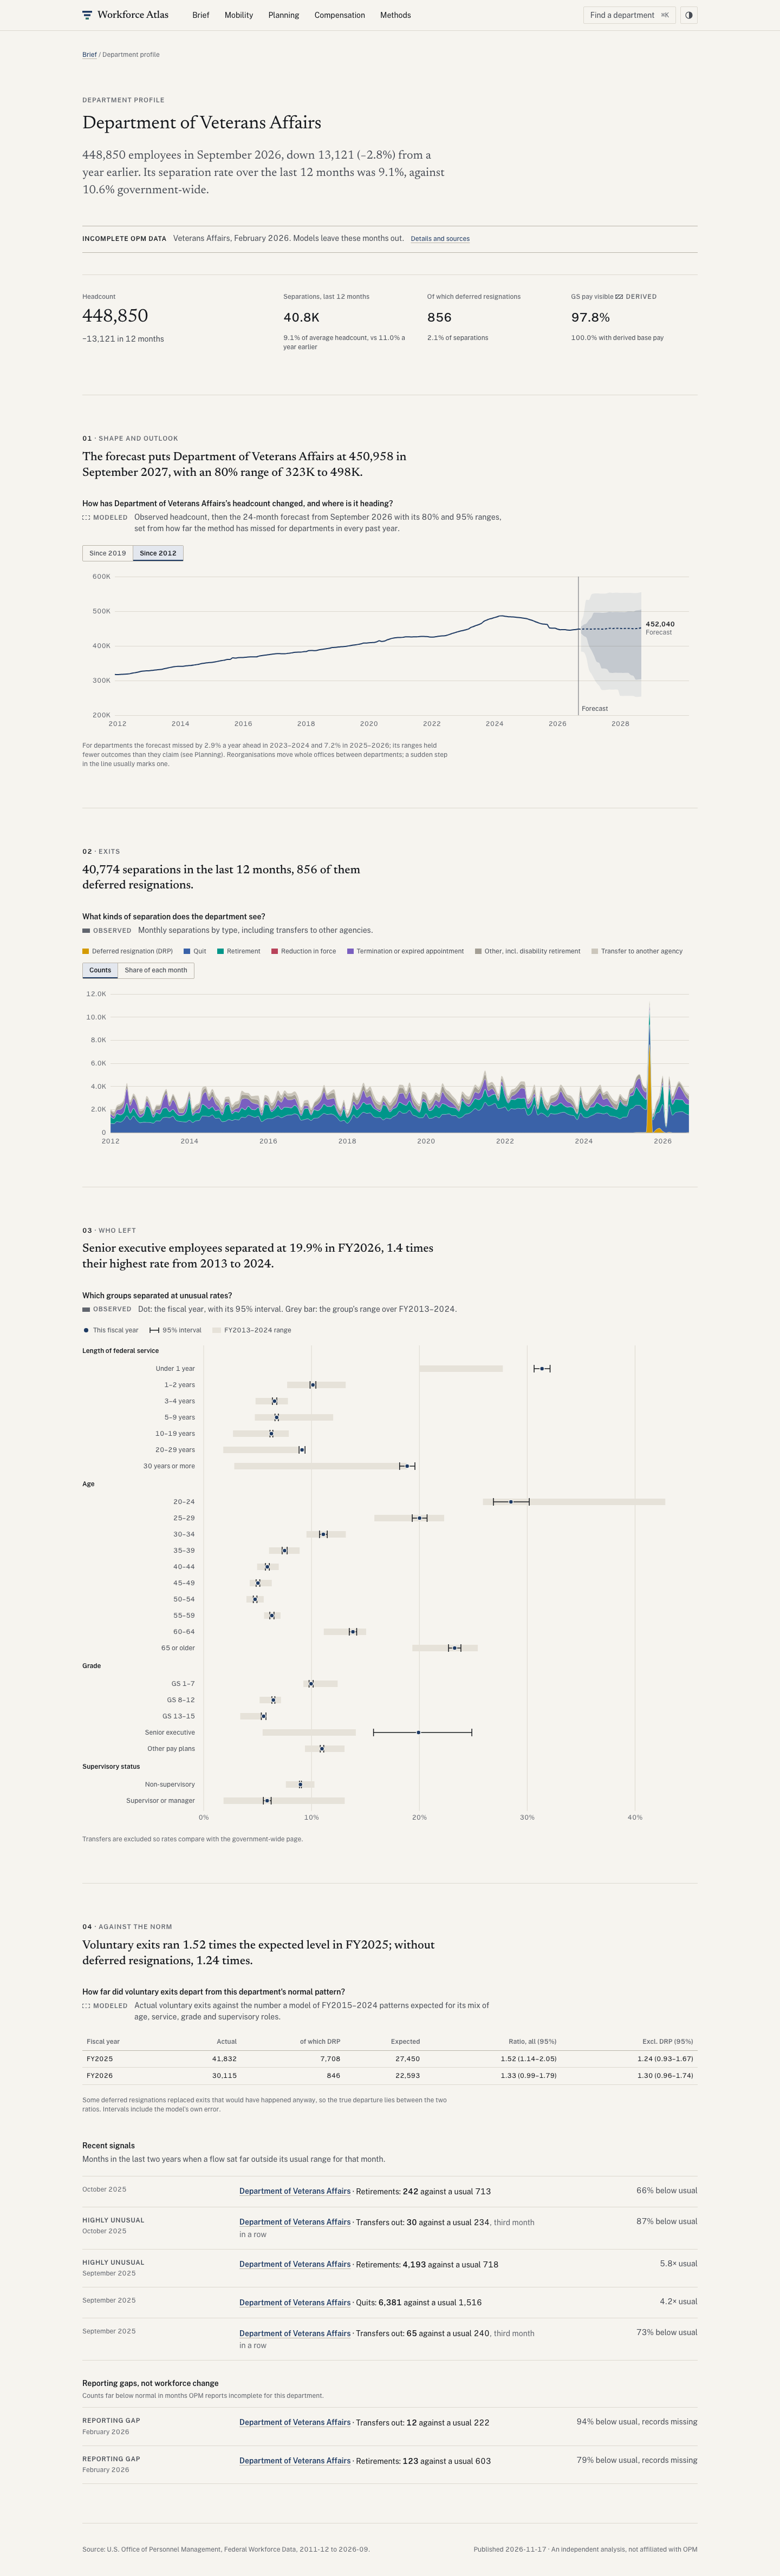 Workforce Atlas
Brief
Mobility
Planning
Compensation
Methods
Find a department ⌘K
Brief / Department profile
DEPARTMENT PROFILE
Department of Veterans Affairs
448,850 employees in September 2026, down 13,121 (−2.8%) from a
year earlier. Its separation rate over the last 12 months was 9.1%, against
10.6% government-wide.
INCOMPLETE OPM DATA Veterans Affairs, February 2026. Models leave these months out. Details and sources
Headcount
448,850
−13,121 in 12 months
Separations, last 12 months
40.8K
9.1% of average headcount, vs 11.0% a
year earlier
Of which deferred resignations
856
2.1% of separations
GS pay visible DERIVED
97.8%
100.0% with derived base pay
01 · SHAPE AND OUTLOOK
The forecast puts Department of Veterans Affairs at 450,958 in
September 2027, with an 80% range of 323K to 498K.
How has Department of Veterans Affairs's headcount changed, and where is it heading?
MODELED Observed headcount, then the 24-month forecast from September 2026 with its 80% and 95% ranges,
set from how far the method has missed for departments in every past year.
Since 2019
Since 2012
600K
500K
400K
300K
200K
452,040
Forecast
Forecast
2012 2014 2016 2018 2020 2022 2024 2026 2028
For departments the forecast missed by 2.9% a year ahead in 2023–2024 and 7.2% in 2025–2026; its ranges held
fewer outcomes than they claim (see Planning). Reorganisations move whole offices between departments; a sudden step
in the line usually marks one.
02 · EXITS
40,774 separations in the last 12 months, 856 of them
deferred resignations.
What kinds of separation does the department see?
OBSERVED Monthly separations by type, including transfers to other agencies.
Deferred resignation (DRP) Quit Retirement Reduction in force Termination or expired appointment Other, incl. disability retirement Transfer to another agency
Counts
Share of each month
12.0K
10.0K
8.0K
6.0K
4.0K
2.0K
0
2012 2014 2016 2018 2020 2022 2024 2026
03 · WHO LEFT
Senior executive employees separated at 19.9% in FY2026, 1.4 times
their highest rate from 2013 to 2024.
Which groups separated at unusual rates?
OBSERVED Dot: the fiscal year, with its 95% interval. Grey bar: the group's range over FY2013–2024.
This fiscal year 95% interval FY2013–2024 range
Length of federal service
Under 1 year
1–2 years
3–4 years
5–9 years
10–19 years
20–29 years
30 years or more
Age
20–24
25–29
30–34
35–39
40–44
45–49
50–54
55–59
60–64
65 or older
Grade
GS 1–7
GS 8–12
GS 13–15
Senior executive
Other pay plans
Supervisory status
Non-supervisory
Supervisor or manager
0% 10% 20% 30% 40%
Transfers are excluded so rates compare with the government-wide page.
04 · AGAINST THE NORM
Voluntary exits ran 1.52 times the expected level in FY2025; without
deferred resignations, 1.24 times.
How far did voluntary exits depart from this department's normal pattern?
MODELED Actual voluntary exits against the number a model of FY2015–2024 patterns expected for its mix of
age, service, grade and supervisory roles.
Fiscal year Actual of which DRP Expected Ratio, all (95%) Excl. DRP (95%)
FY2025 41,832 7,708 27,450 1.52 (1.14–2.05) 1.24 (0.93–1.67)
FY2026 30,115 846 22,593 1.33 (0.99–1.79) 1.30 (0.96–1.74)
Some deferred resignations replaced exits that would have happened anyway, so the true departure lies between the two
ratios. Intervals include the model's own error.
Recent signals
Months in the last two years when a flow sat far outside its usual range for that month.
October 2025
Department of Veterans Affairs · Retirements: 242 against a usual 713
66% below usual
HIGHLY UNUSUAL
October 2025
Department of Veterans Affairs · Transfers out: 30 against a usual 234, third month
in a row
87% below usual
HIGHLY UNUSUAL
September 2025
Department of Veterans Affairs · Retirements: 4,193 against a usual 718
5.8× usual
September 2025
Department of Veterans Affairs · Quits: 6,381 against a usual 1,516
4.2× usual
September 2025
Department of Veterans Affairs · Transfers out: 65 against a usual 240, third month
in a row
73% below usual
Reporting gaps, not workforce change
Counts far below normal in months OPM reports incomplete for this department.
REPORTING GAP
February 2026
Department of Veterans Affairs · Transfers out: 12 against a usual 222
94% below usual, records missing
REPORTING GAP
February 2026
Department of Veterans Affairs · Retirements: 123 against a usual 603
79% below usual, records missing
Source: U.S. Office of Personnel Management, Federal Workforce Data, 2011-12 to 2026-09.
Published 2026-11-17 · An independent analysis, not affiliated with OPM